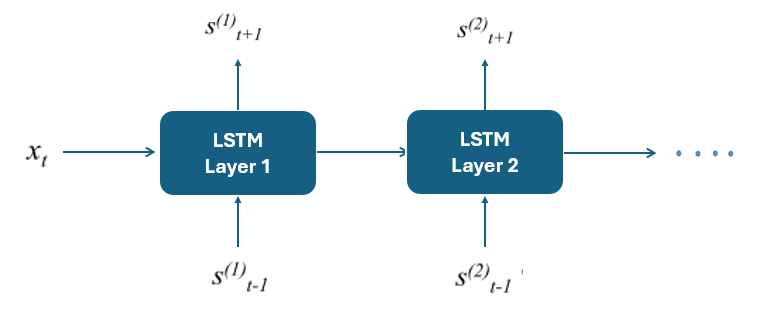 s(1)t+1
s(2)t+1
xt
LSTM
Layer 1
LSTM
Layer 2
s(1)t-1
s(2)t-1